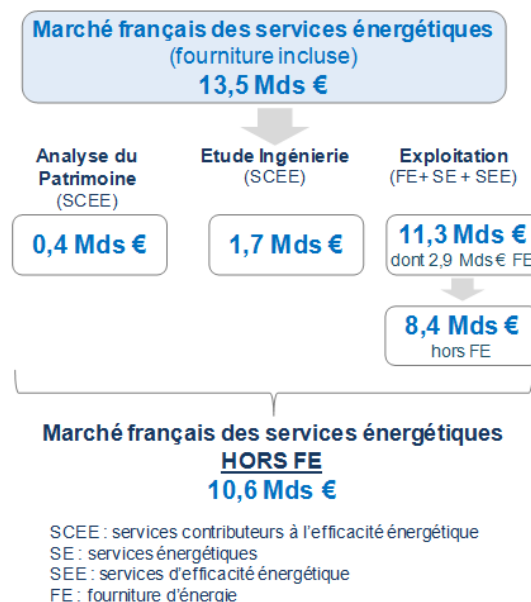 Marché français des services énergétiques
(fourniture incluse)
13,5 Mds €
Analyse du
Patrimoine
(SCEE)
0,4 Mds €
Etude Ingénierie
(SCEE)
1,7 Mds €
Exploitation
(FE+ SE + SEE)
11,3 Mds €
dont 2,9 Mds € FE
8,4 Mds €
hors FE
Marché français des services énergétiques
HORS FE
10,6 Mds €
SCEE : services contributeurs à l'efficacité énergétique
SE : services énergétiques
SEE : services d'efficacité énergétique
FE : fourniture d'énergie